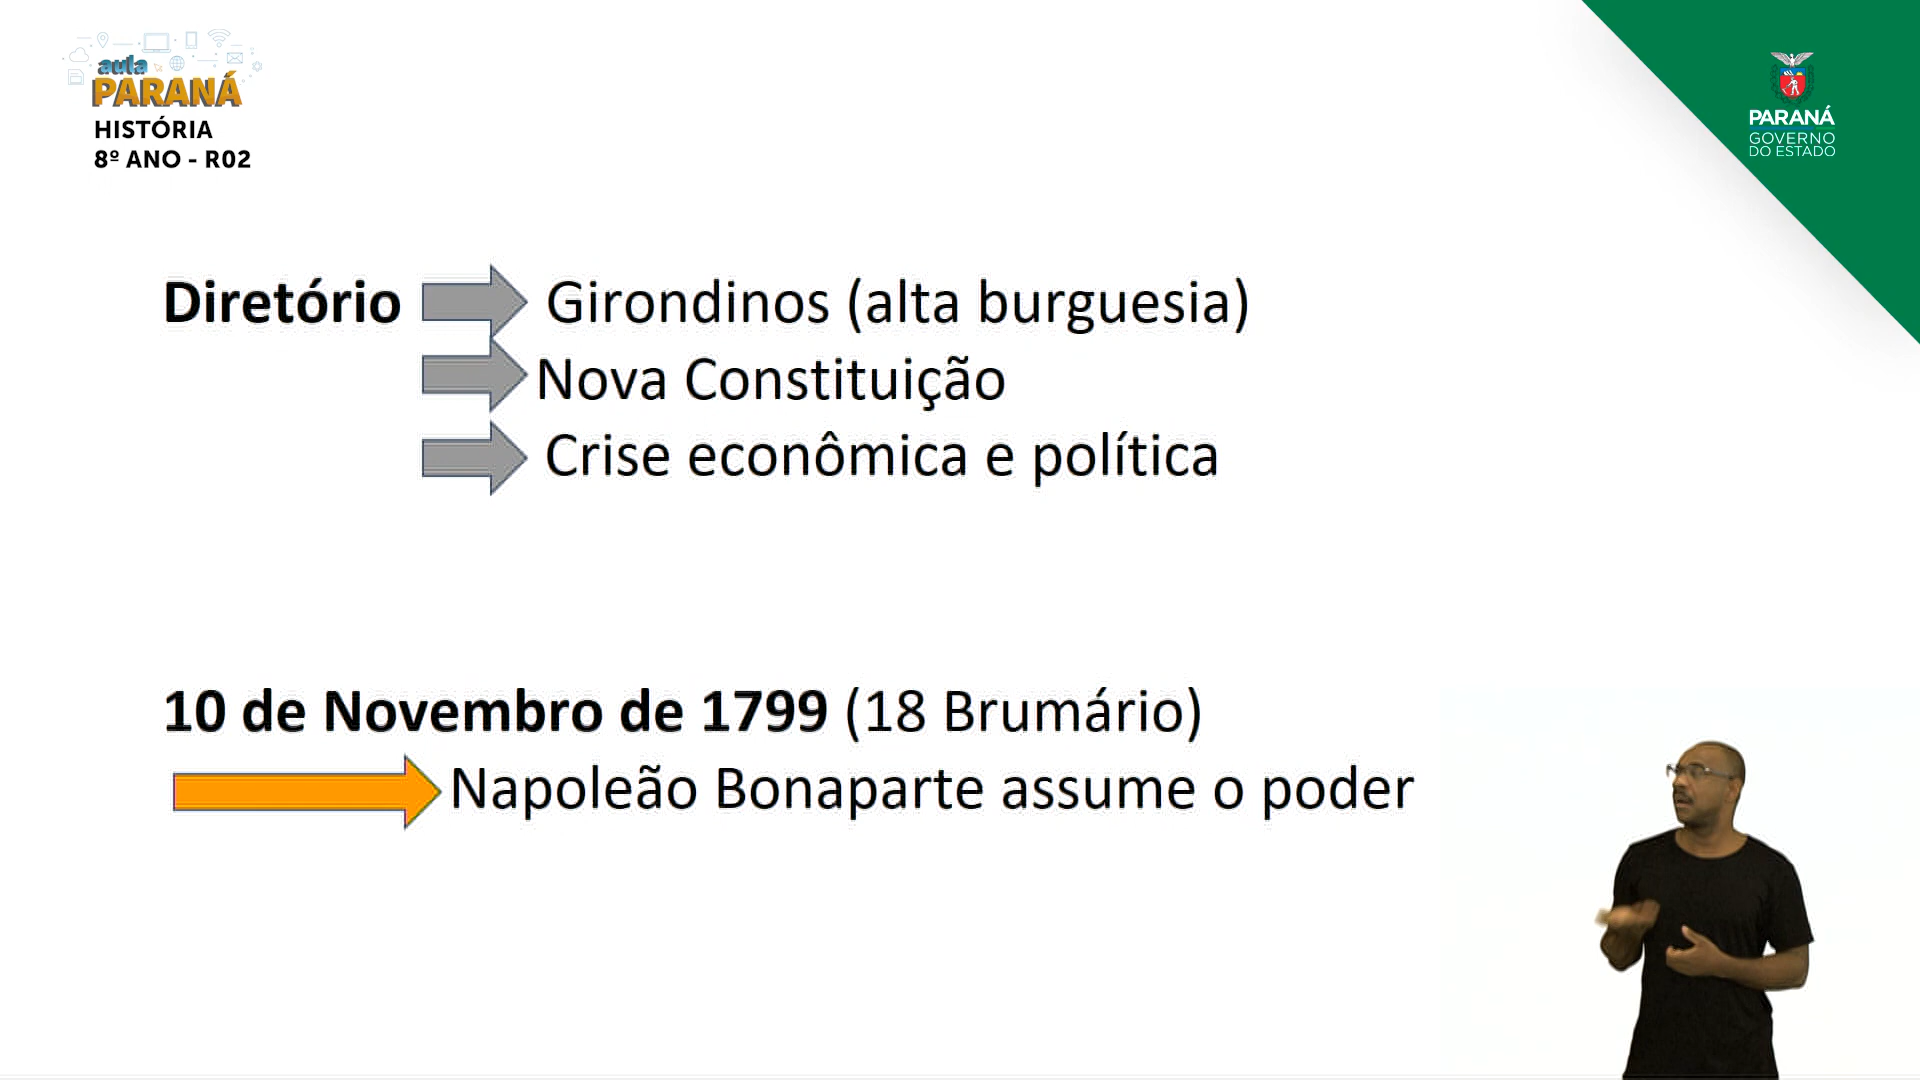 aula
PARANÁ
HISTÓRIA
8º ANO - R02
PARANÁ
GOVERNO
DO ESTADO
Diretório Girondinos (alta burguesia)
Nova Constituição
Crise econômica e política
10 de Novembro de 1799 (18 Brumário)
Napoleão Bonaparte assume o poder